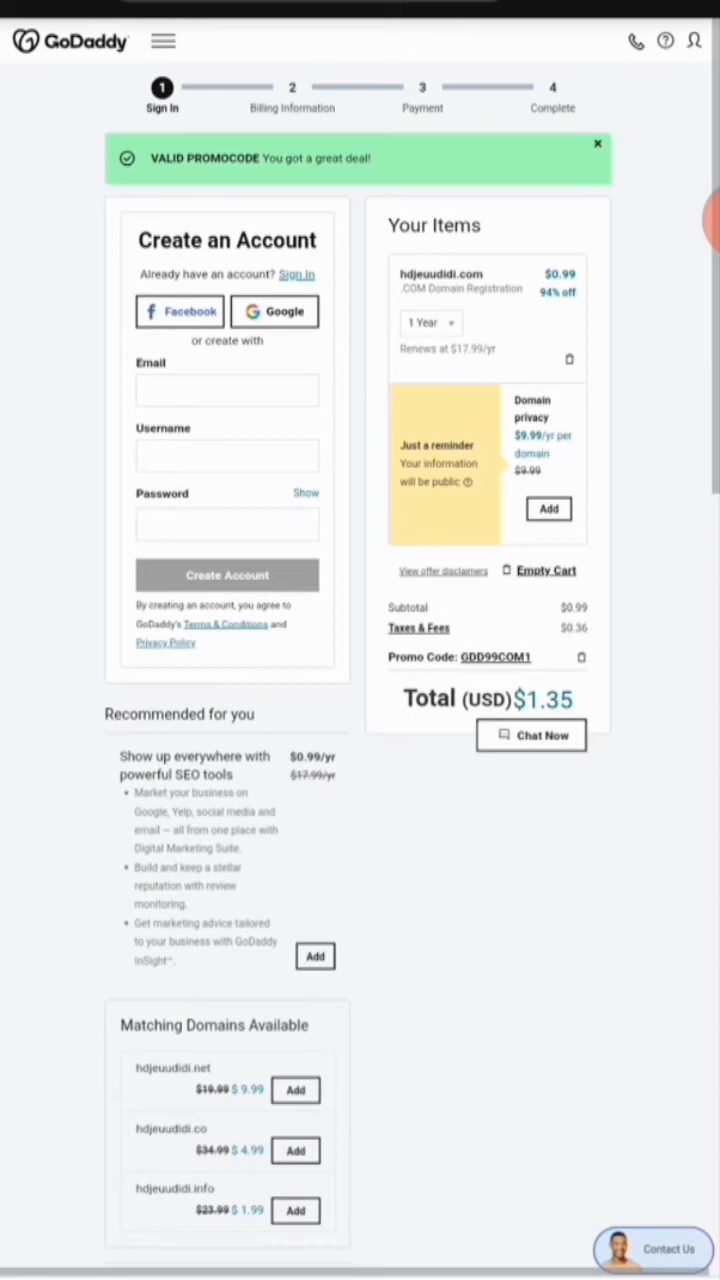 GoDaddy
1 2 3 4
Sign In Billing Information Payment Complete
VALID PROMOCODE You got a great deal!
Create an Account
Already have an account? Sign In
Facebook Google
or create with
Email
Username
Password Show
Create Account
By creating an account, you agree to
GoDaddy's Terms & Conditions and
Privacy Policy
Your Items
hdjeuudidi.com $0.99
.COM Domain Registration 94% off
1 Year
Renews at $17.99/yr
Just a reminder
Your information
will be public
Domain
privacy
$9.99/yr per
domain
$9.99
Add
View offer disclaimers Empty Cart
Subtotal $0.99
Taxes & Fees $0.36
Promo Code: GDD99COM1
Total (USD) $1.35
Chat Now
Recommended for you
Show up everywhere with $0.99/yr
powerful SEO tools $17.99/yr
• Market your business on
Google, Yelp, social media and
email – all from one place with
Digital Marketing Suite.
• Build and keep a stellar
reputation with review
monitoring.
• Get marketing advice tailored
to your business with GoDaddy
InSight™.
Add
Matching Domains Available
hdjeuudidi.net
$19.99 $ 9.99 Add
hdjeuudidi.co
$34.99 $ 4.99 Add
hdjeuudidi.info
$23.99 $ 1.99 Add
Contact Us